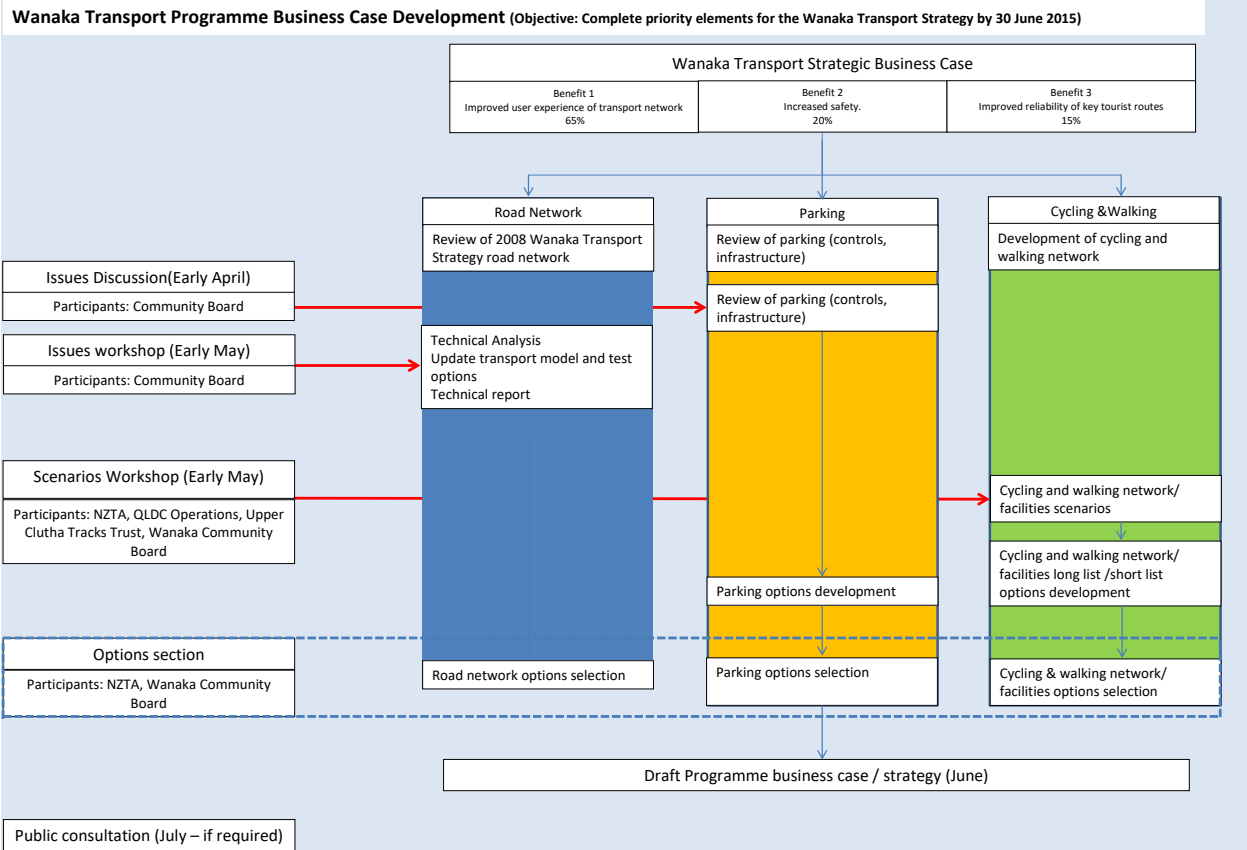 Wanaka Transport Programme Business Case Development (Objective: Complete priority elements for the Wanaka Transport Strategy by 30 June 2015)
Wanaka Transport Strategic Business Case
Benefit 1
Improved user experience of transport network
65%
Benefit 2
Increased safety.
20%
Benefit 3
Improved reliability of key tourist routes
15%
Road Network
Review of 2008 Wanaka Transport
Strategy road network
Parking
Review of parking (controls,
infrastructure)
Cycling &Walking
Development of cycling and
walking network
Issues Discussion(Early April)
Participants: Community Board
Review of parking (controls,
infrastructure)
Issues workshop (Early May)
Participants: Community Board
Technical Analysis
Update transport model and test
options
Technical report
Scenarios Workshop (Early May)
Participants: NZTA, QLDC Operations, Upper
Clutha Tracks Trust, Wanaka Community
Board
Cycling and walking network/
facilities scenarios
Cycling and walking network/
facilities long list /short list
options development
Parking options development
Options section
Participants: NZTA, Wanaka Community
Board
Road network options selection
Parking options selection
Cycling & walking network/
facilities options selection
Draft Programme business case / strategy (June)
Public consultation (July – if required)